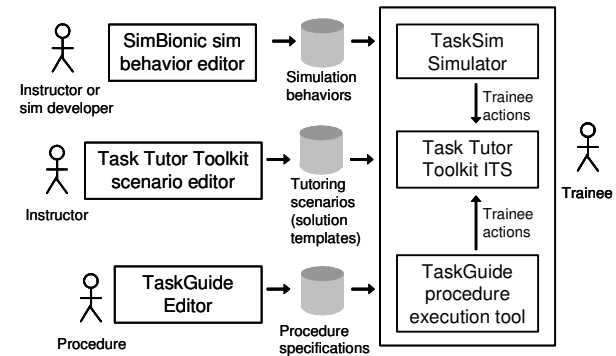 SimBionic sim
behavior editor
Instructor or
sim developer
Simulation
behaviors
TaskSim
Simulator
Trainee
actions
Task Tutor Toolkit
scenario editor
Instructor
Tutoring
scenarios
(solution
templates)
Task Tutor
Toolkit ITS
Trainee
Trainee
actions
TaskGuide
Editor
Procedure
Procedure
specifications
TaskGuide
procedure
execution tool